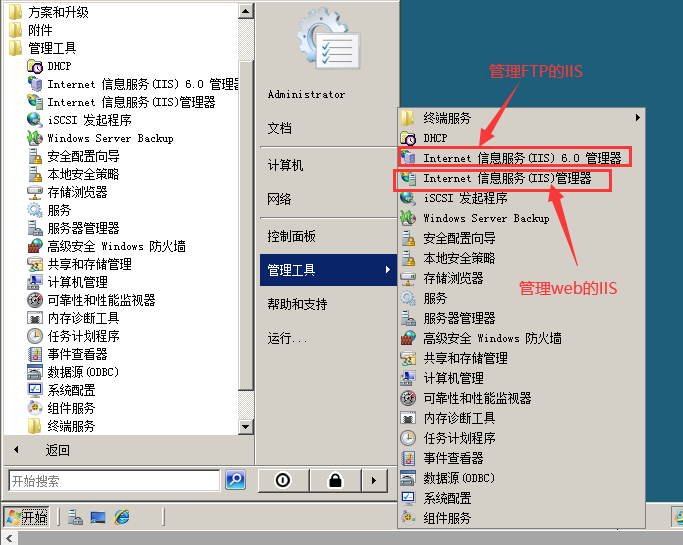 方案和升级
附件
管理工具
DHCP
Internet 信息服务(IIS) 6.0 管理器
Internet 信息服务(IIS)管理器
iSCSI 发起程序
Windows Server Backup
安全配置向导
本地安全策略
存储浏览器
服务
服务器管理器
高级安全 Windows 防火墙
共享和存储管理
计算机管理
可靠性和性能监视器
内存诊断工具
任务计划程序
事件查看器
数据源(ODBC)
系统配置
组件服务
终端服务
返回
开始搜索
开始
Administrator
文档
计算机
网络
控制面板
管理工具
帮助和支持
运行...
管理FTP的IIS
终端服务
DHCP
Internet 信息服务(IIS) 6.0 管理器
Internet 信息服务(IIS)管理器
iSCSI 发起程序
Windows Server Backup
安全配置向导
本地安全策略
存储浏览器
服务
服务器管理器
高级安全 Windows 防火墙
共享和存储管理
计算机管理
可靠性和性能监视器
内存诊断工具
任务计划程序
事件查看器
数据源(ODBC)
系统配置
组件服务
管理web的IIS